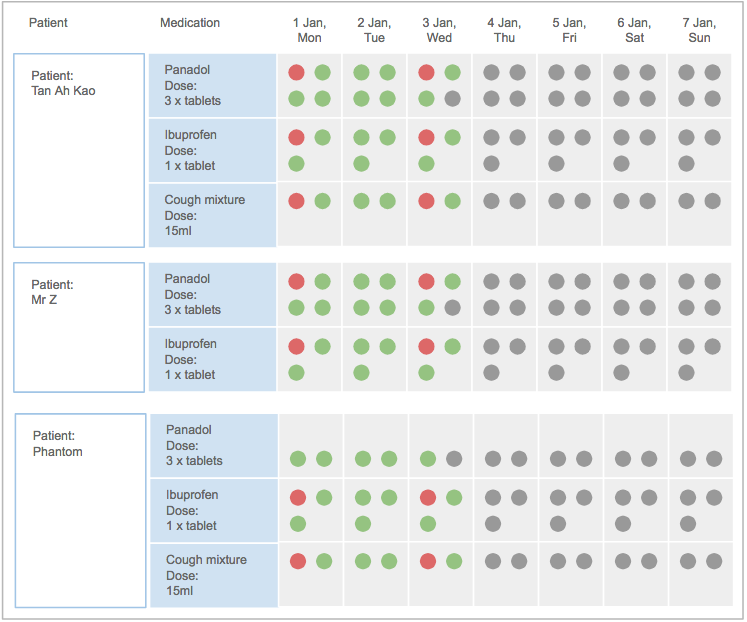 Patient
Medication
1 Jan,
Mon
2 Jan,
Tue
3 Jan,
Wed
4 Jan,
Thu
5 Jan,
Fri
6 Jan,
Sat
7 Jan,
Sun
Patient:
Tan Ah Kao
Panadol
Dose:
3 x tablets
Ibuprofen
Dose:
1 x tablet
Cough mixture
Dose:
15ml
Patient:
Mr Z
Panadol
Dose:
3 x tablets
Ibuprofen
Dose:
1 x tablet
Patient:
Phantom
Panadol
Dose:
3 x tablets
Ibuprofen
Dose:
1 x tablet
Cough mixture
Dose:
15ml